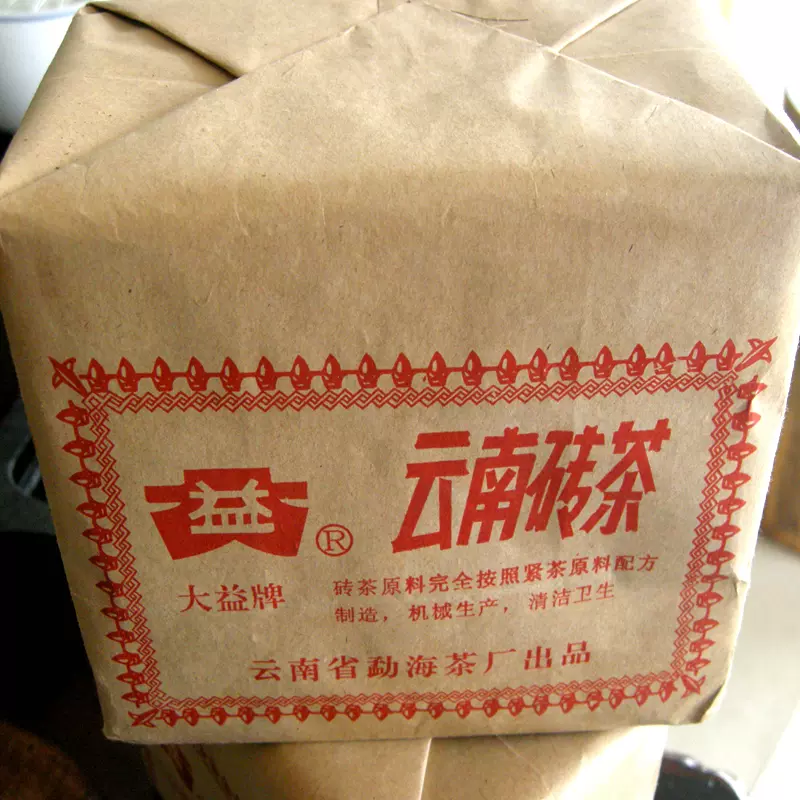 云南砖茶
益®
大益牌
砖茶原料完全按照紧茶原料配方
制造，机械生产，清洁卫生
云南省勐海茶厂出品